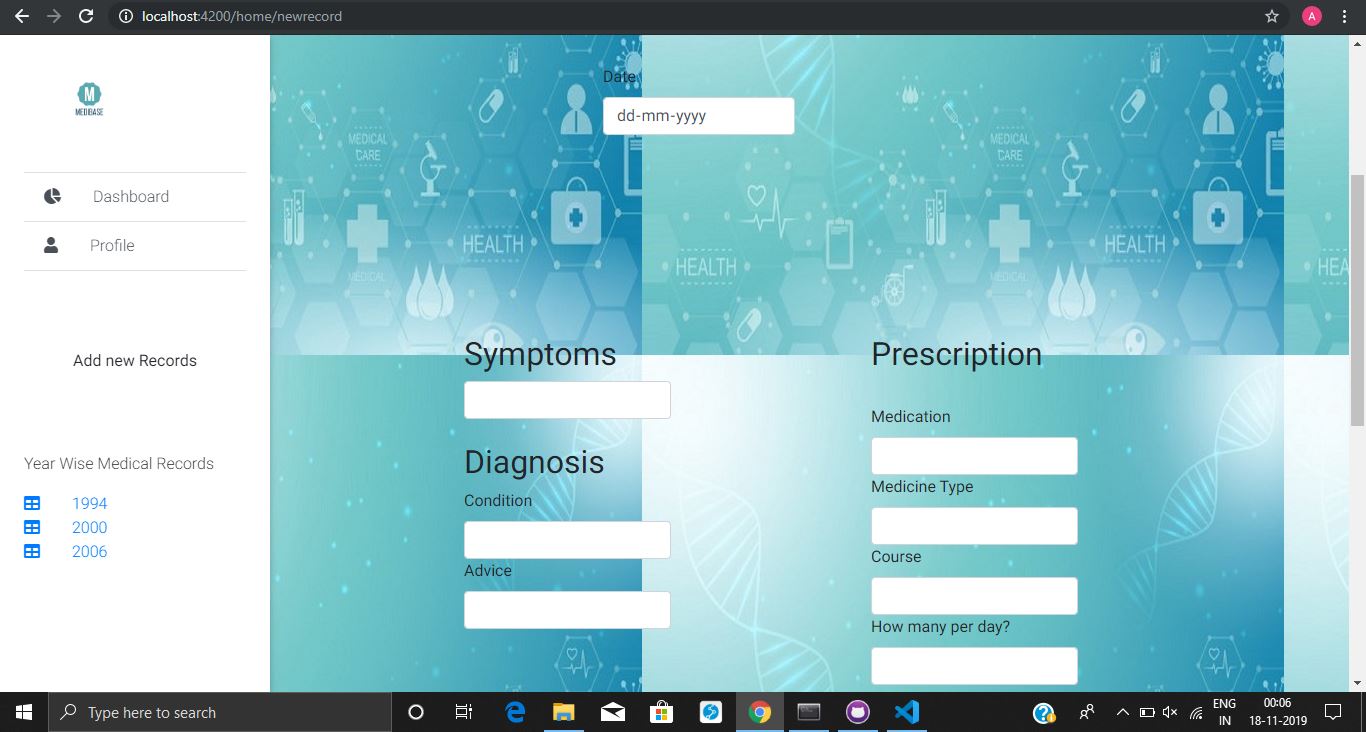 localhost:4200/home/newrecord
A
M
MEDIBASE
Dashboard
Profile
Add new Records
Year Wise Medical Records
1994
2000
2006
Date
dd-mm-yyyy
MEDICAL
CARE
HEALTH
MEDICAL
HEALTH
MEDICAL
CARE
HEALTH
MEDICAL
HEA
Symptoms
Diagnosis
Condition
Advice
Prescription
Medication
Medicine Type
Course
How many per day?
Type here to search
ENG
IN
00:06
18-11-2019